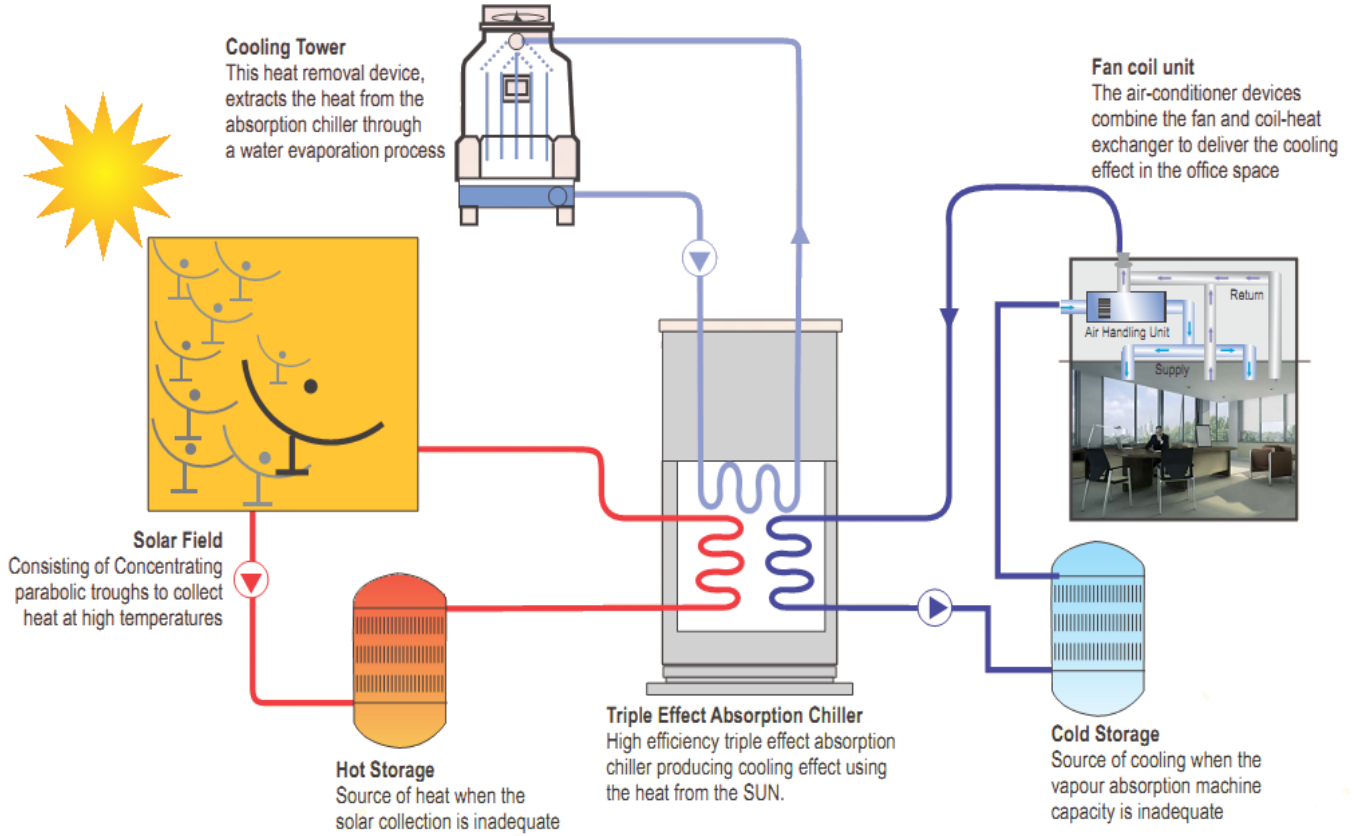 Cooling Tower
This heat removal device,
extracts the heat from the
absorption chiller through
a water evaporation process
Fan coil unit
The air-conditioner devices
combine the fan and coil-heat
exchanger to deliver the cooling
effect in the office space
Return
Air Handling Unit
Supply
Solar Field
Consisting of Concentrating
parabolic troughs to collect
heat at high temperatures
Hot Storage
Source of heat when the
solar collection is inadequate
Triple Effect Absorption Chiller
High efficiency triple effect absorption
chiller producing cooling effect using
the heat from the SUN.
Cold Storage
Source of cooling when the
vapour absorption machine
capacity is inadequate